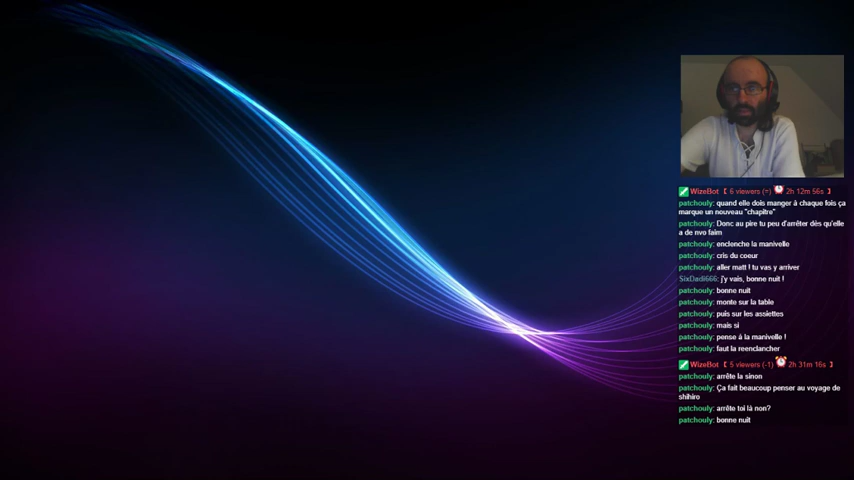 WizeBot 【 6 viewers (=) 2h 12m 56s 】
patchouly: quand elle dois manger à chaque fois ça
marque un nouveau "chapitre"
patchouly: Donc au pire tu peu d'arrêter dès qu'elle
a de nvo faim
patchouly: enclenche la manivelle
patchouly: cris du coeur
patchouly: aller matt ! tu vas y arriver
SixDadi666: j'y vais, bonne nuit !
patchouly: bonne nuit
patchouly: monte sur la table
patchouly: puis sur les assiettes
patchouly: mais si
patchouly: pense à la manivelle !
patchouly: faut la reenclancher
WizeBot 【 5 viewers (-1) 2h 31m 16s 】
patchouly: arrête la sinon
patchouly: Ça fait beaucoup penser au voyage de
shihiro
patchouly: arrête toi là non?
patchouly: bonne nuit